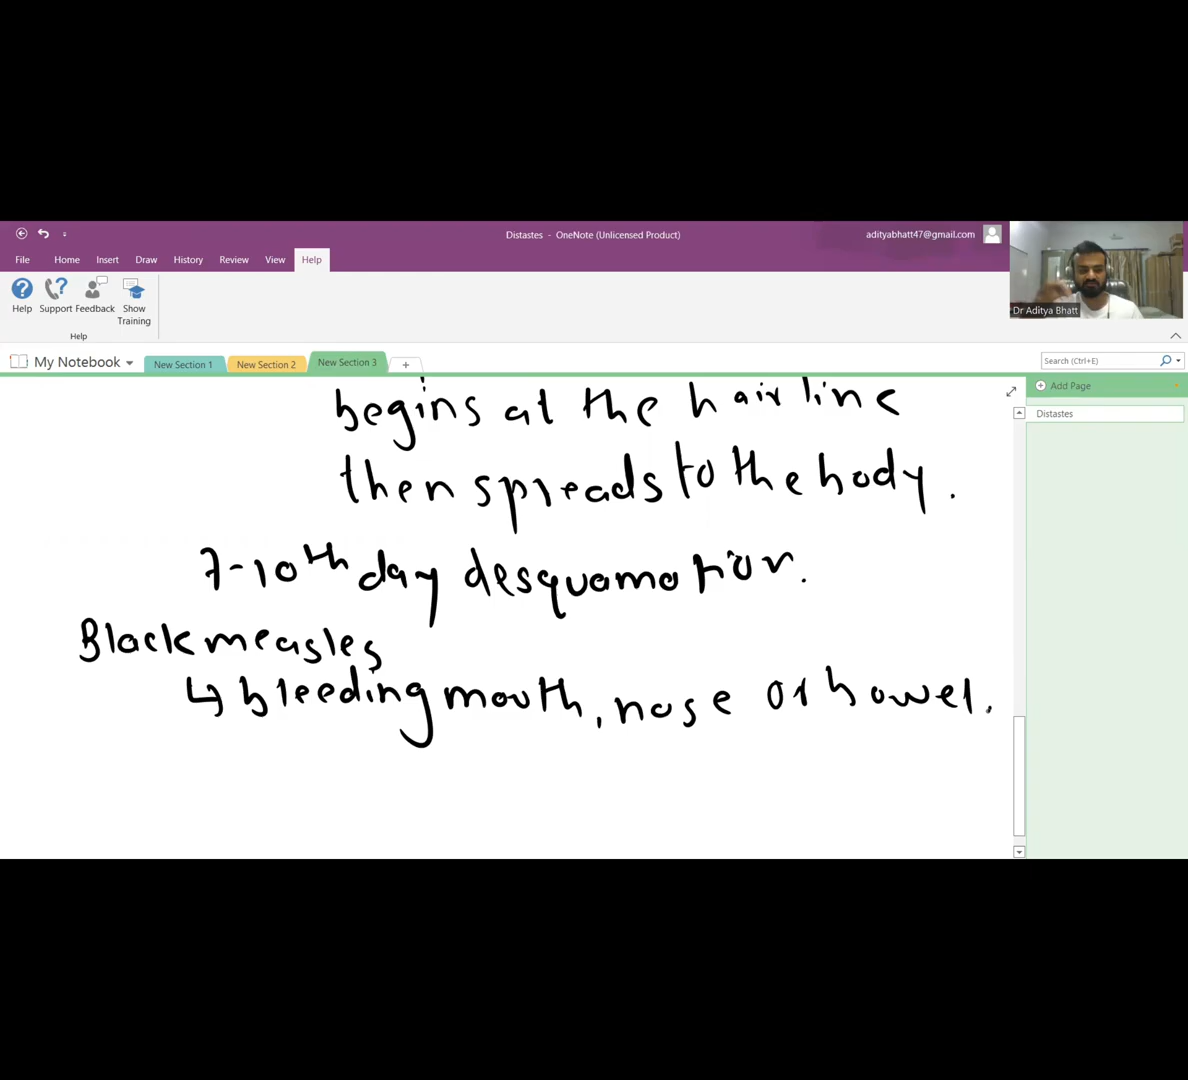 Distastes - OneNote (Unlicensed Product)
adityabhatt47@gmail.com
File Home Insert Draw History Review View Help
Help Support Feedback Show Training
Help
Dr Aditya Bhatt
My Notebook New Section 1 New Section 2 New Section 3 +
Search (Ctrl+E)
Add Page
Distastes
begins at the hairline
then spreads to the body.
7-10th day desquamation.
Black measles
↳ bleeding mouth, nose or bowel.